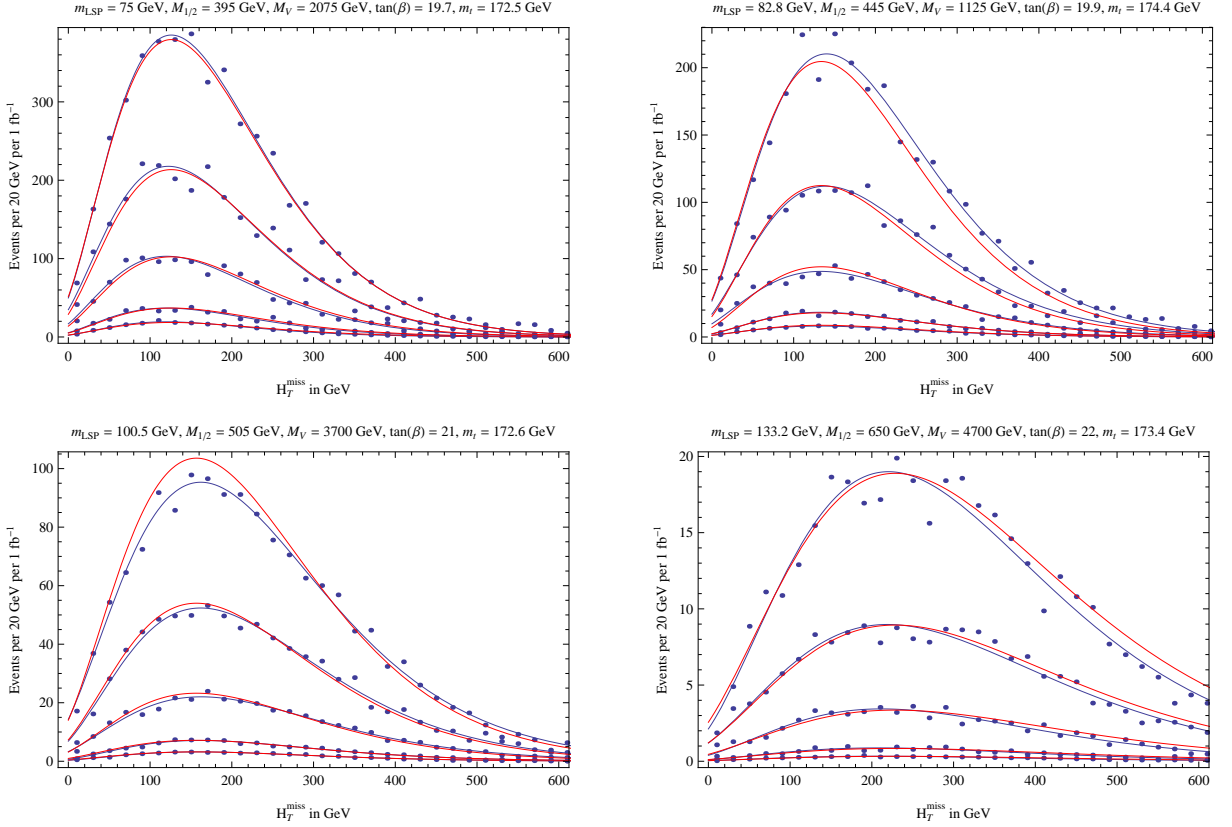 m_LSP = 75 GeV, M_1/2 = 395 GeV, M_V = 2075 GeV, tan(β) = 19.7, m_t = 172.5 GeV
Events per 20 GeV per 1 fb⁻¹
300
200
100
0
0 100 200 300 400 500 600
H_T^miss in GeV
m_LSP = 82.8 GeV, M_1/2 = 445 GeV, M_V = 1125 GeV, tan(β) = 19.9, m_t = 174.4 GeV
Events per 20 GeV per 1 fb⁻¹
200
150
100
50
0
0 100 200 300 400 500 600
H_T^miss in GeV
m_LSP = 100.5 GeV, M_1/2 = 505 GeV, M_V = 3700 GeV, tan(β) = 21, m_t = 172.6 GeV
Events per 20 GeV per 1 fb⁻¹
100
80
60
40
20
0
0 100 200 300 400 500 600
H_T^miss in GeV
m_LSP = 133.2 GeV, M_1/2 = 650 GeV, M_V = 4700 GeV, tan(β) = 22, m_t = 173.4 GeV
Events per 20 GeV per 1 fb⁻¹
20
15
10
5
0
0 100 200 300 400 500 600
H_T^miss in GeV